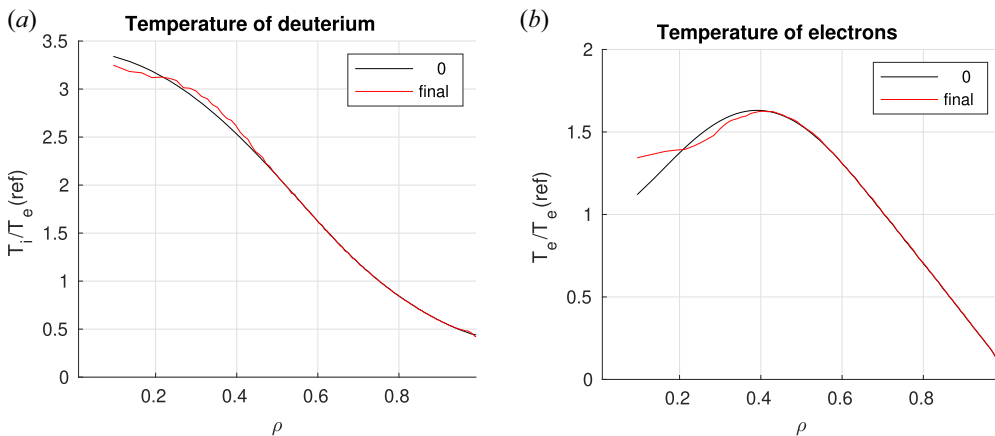 (a)
Temperature of deuterium
0
final
3.5
3
2.5
2
1.5
1
0.5
0
T_i/T_e(ref)
0.2 0.4 0.6 0.8
ρ
(b)
Temperature of electrons
0
final
2
1.5
1
0.5
0
T_e/T_e(ref)
0.2 0.4 0.6 0.8
ρ